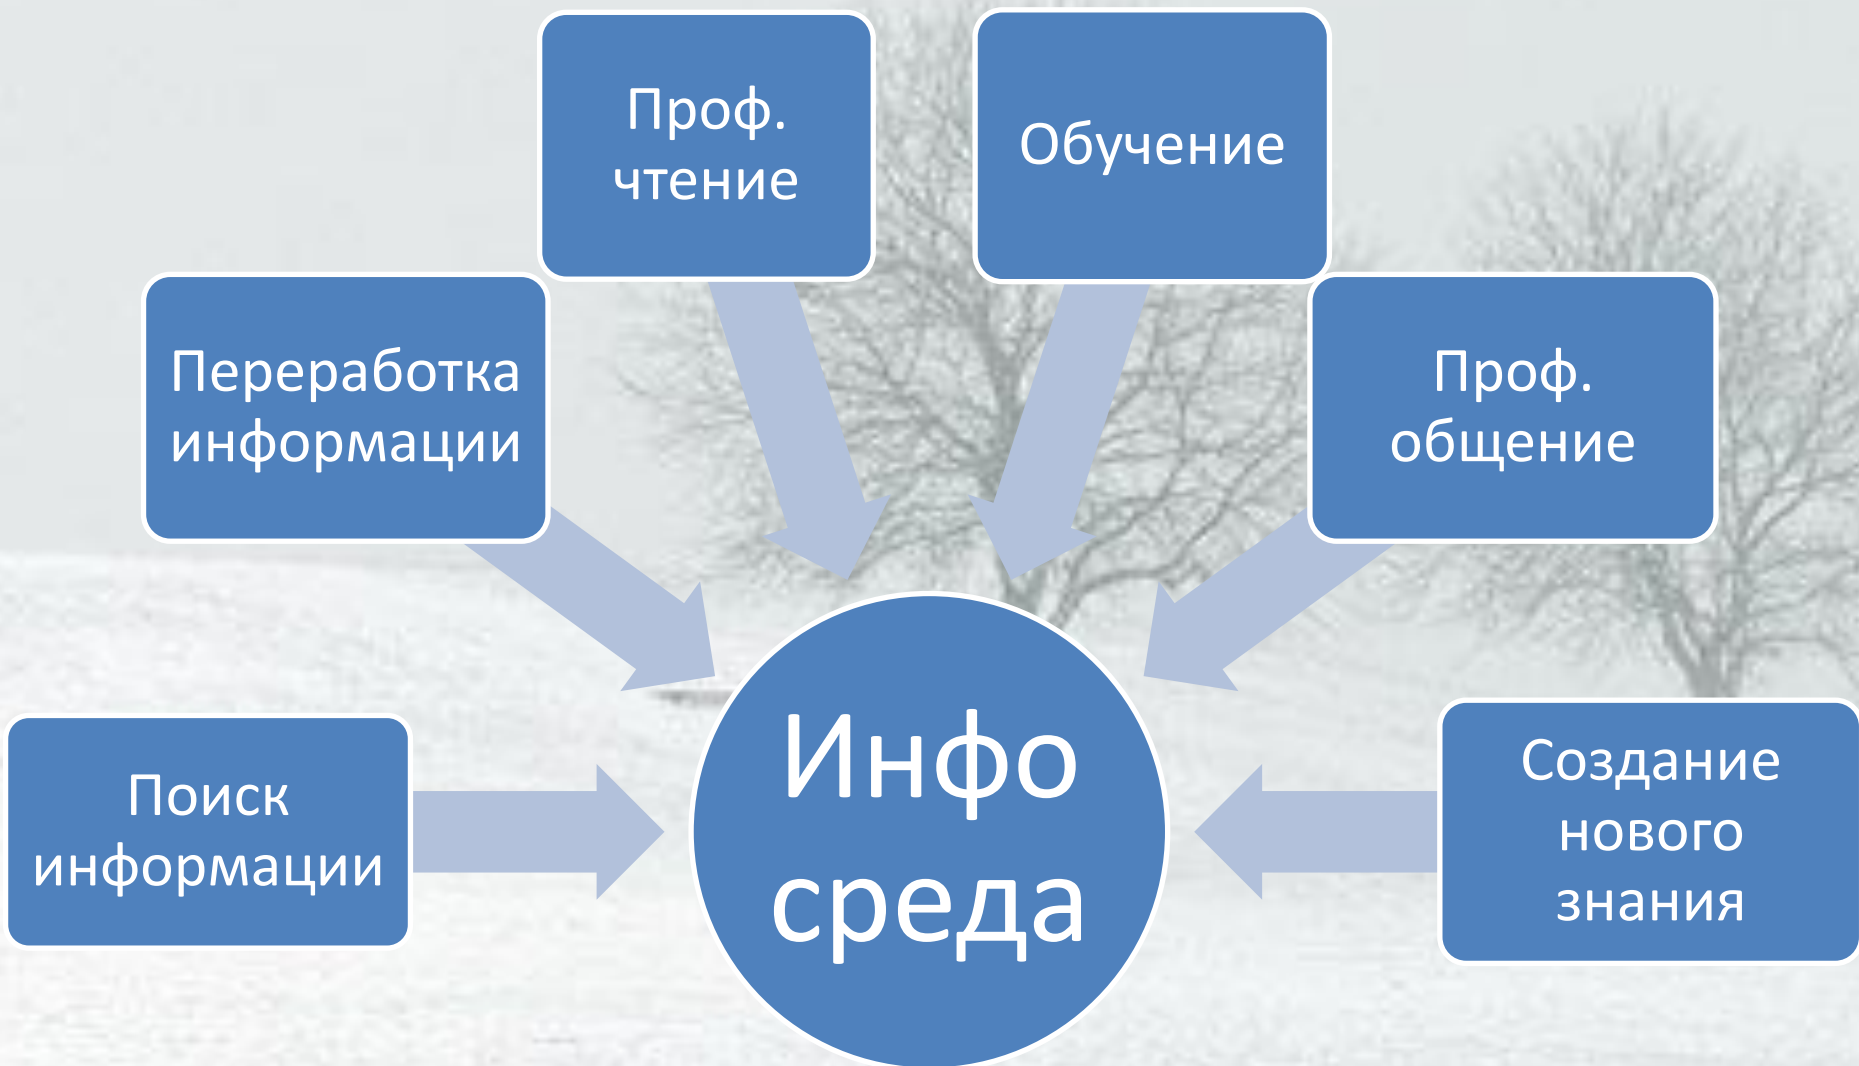 Проф.
чтение
Обучение
Переработка
информации
Проф.
общение
Поиск
информации
Инфо
среда
Создание
нового
знания